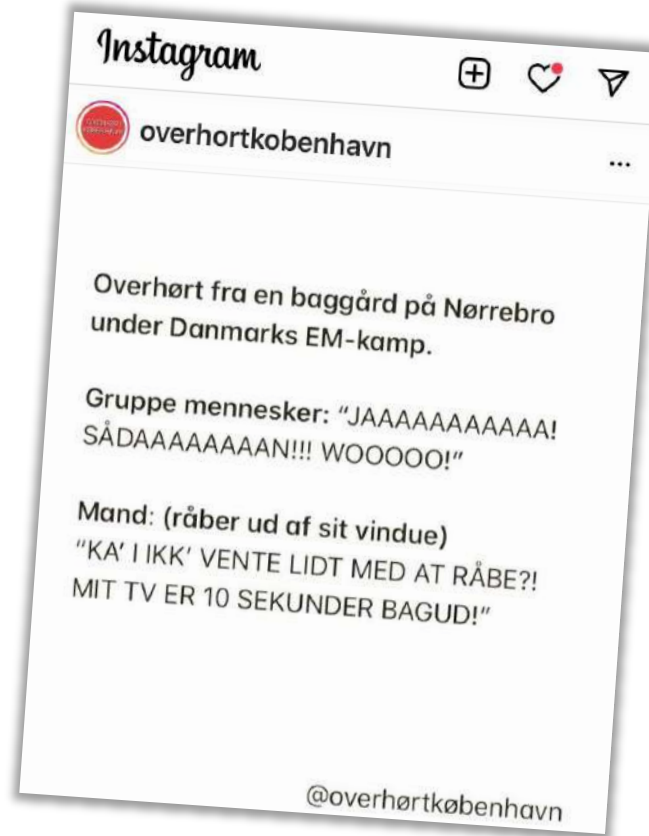 Instagram
overhortkobenhavn
...
Overhørt fra en baggård på Nørrebro
under Danmarks EM-kamp.
Gruppe mennesker: “JAAAAAAAAAAA!
SÅDAAAAAAAAN!!! WOOOOO!”
Mand: (råber ud af sit vindue)
“KA’ I IKK’ VENTE LIDT MED AT RÅBE?!
MIT TV ER 10 SEKUNDER BAGUD!”
@overhørtkøbenhavn